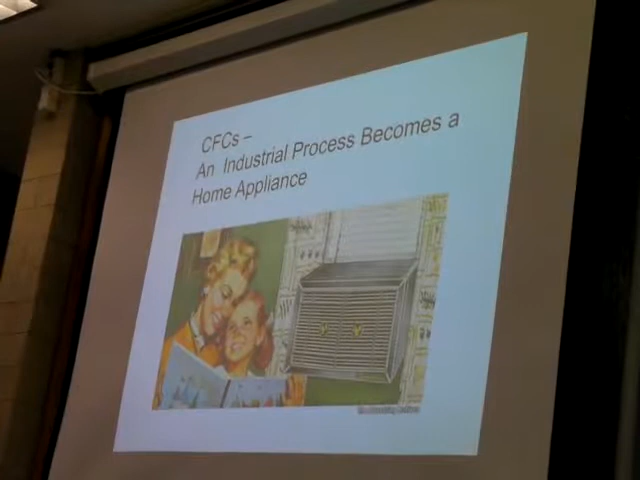 CFCs –
An Industrial Process Becomes a
Home Appliance